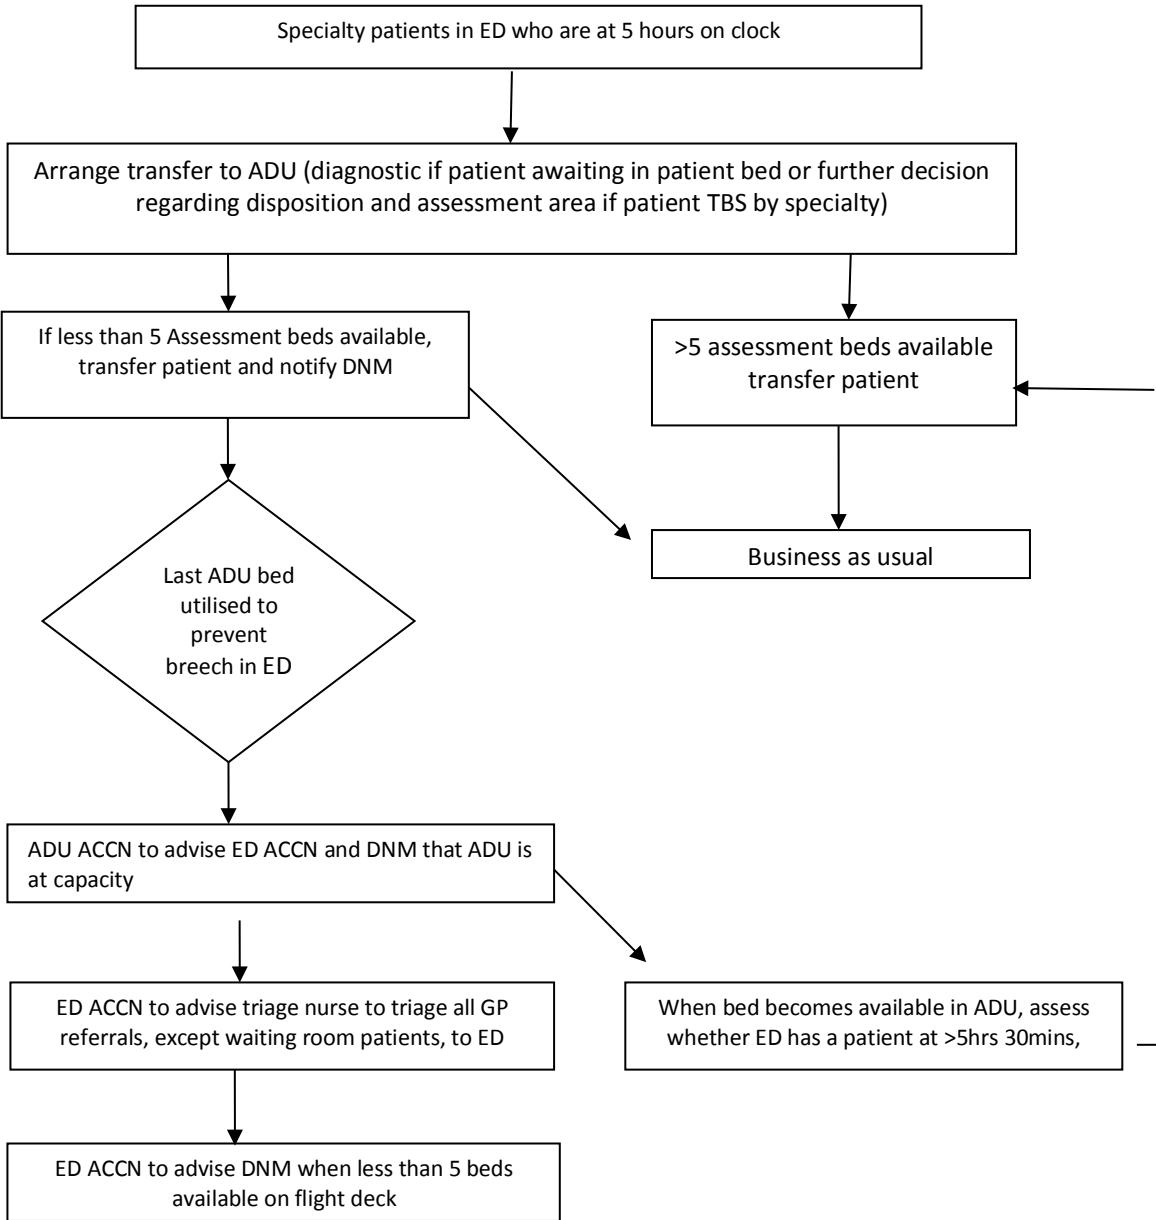 Specialty patients in ED who are at 5 hours on clock
Arrange transfer to ADU (diagnostic if patient awaiting in patient bed or further decision
regarding disposition and assessment area if patient TBS by specialty)
If less than 5 Assessment beds available,
transfer patient and notify DNM
>5 assessment beds available
transfer patient
Business as usual
Last ADU bed
utilised to
prevent
breech in ED
ADU ACCN to advise ED ACCN and DNM that ADU is
at capacity
ED ACCN to advise triage nurse to triage all GP
referrals, except waiting room patients, to ED
When bed becomes available in ADU, assess
whether ED has a patient at >5hrs 30mins,
ED ACCN to advise DNM when less than 5 beds
available on flight deck